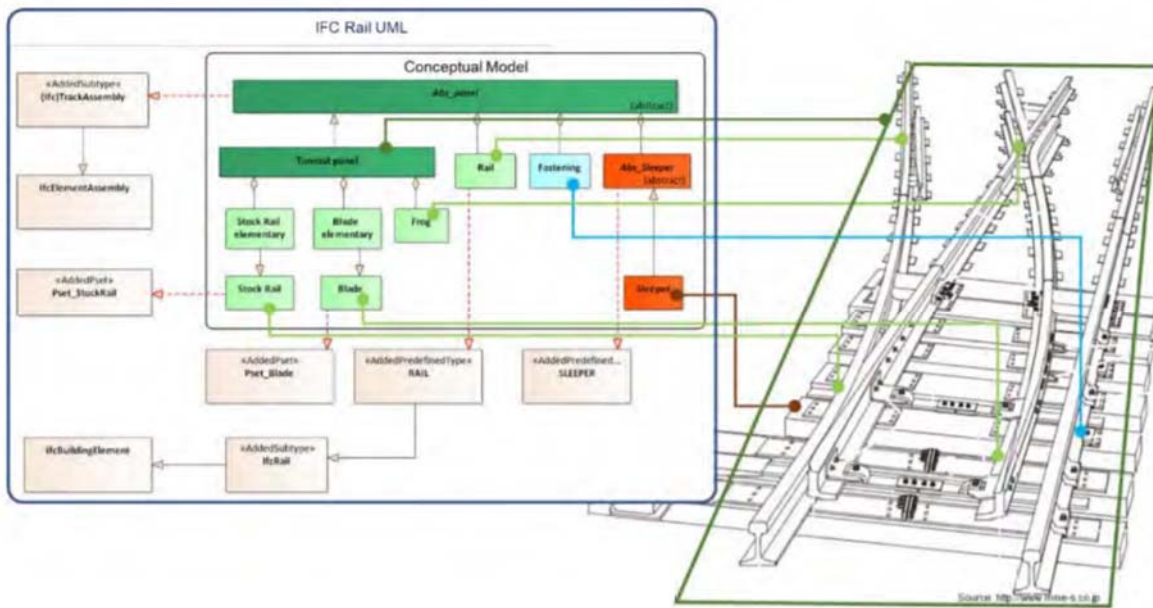 IFC Rail UML
Conceptual Model
«AddedSubtype»
(Ifc)TrackAssembly
Abs_panel
(abstract)
Turnout panel
Rail
Fastening
Abs_Sleeper
(abstract)
IfcElementAssembly
Stock Rail
elementary
Blade
elementary
Frog
«AddedPset»
Pset_StockRail
Stock Rail
Blade
Sleeper
«AddedPset»
Pset_Blade
«AddedPredefinedType»
RAIL
«AddedPredefined...
SLEEPER
IfcBuildingElement
«AddedSubtype»
IfcRail